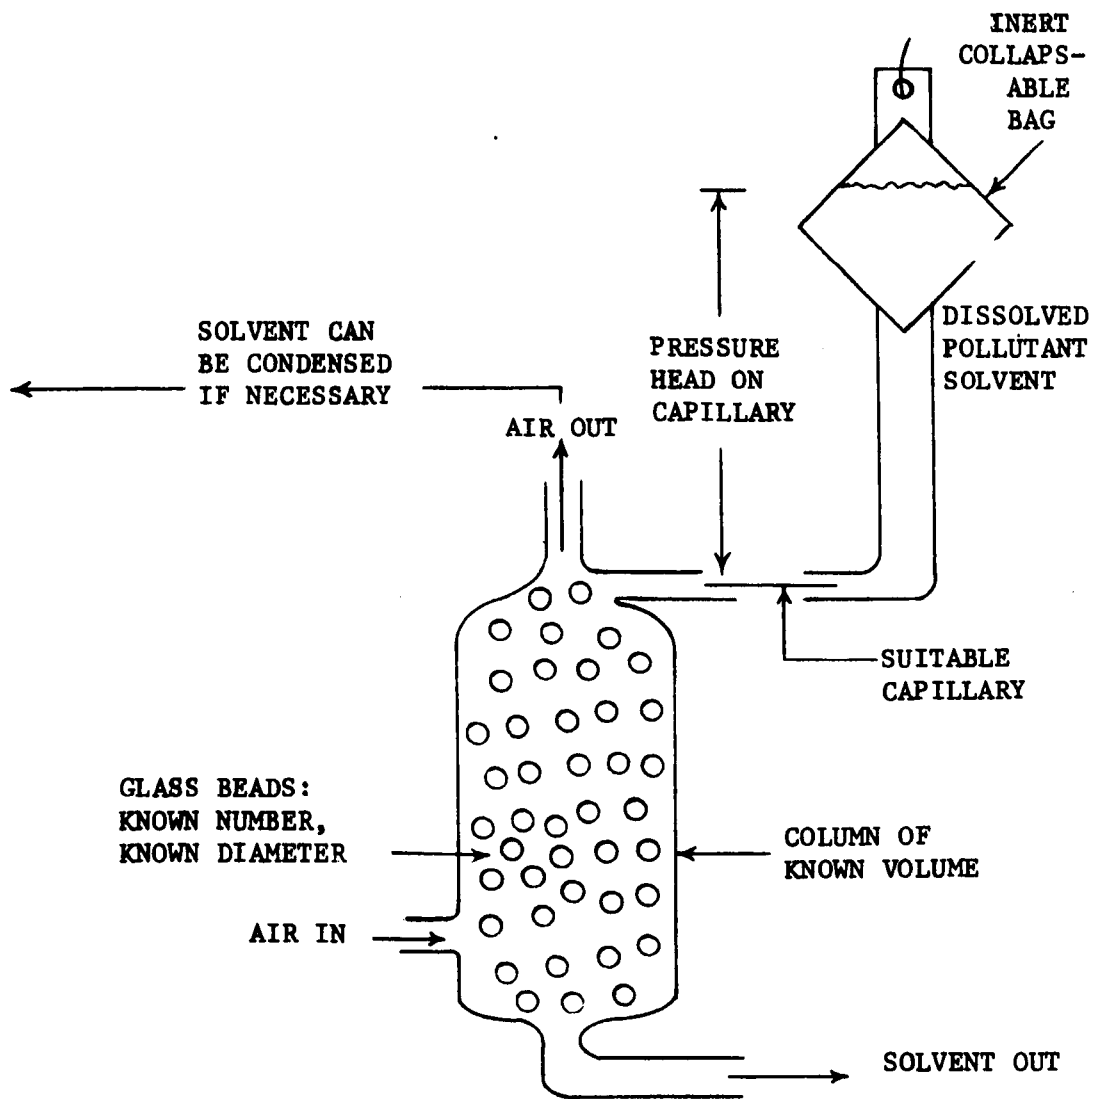 INERT
COLLAPS-
ABLE
BAG
SOLVENT CAN
BE CONDENSED
IF NECESSARY
PRESSURE
HEAD ON
CAPILLARY
DISSOLVED
POLLUTANT
SOLVENT
AIR OUT
SUITABLE
CAPILLARY
GLASS BEADS:
KNOWN NUMBER,
KNOWN DIAMETER
COLUMN OF
KNOWN VOLUME
AIR IN
SOLVENT OUT